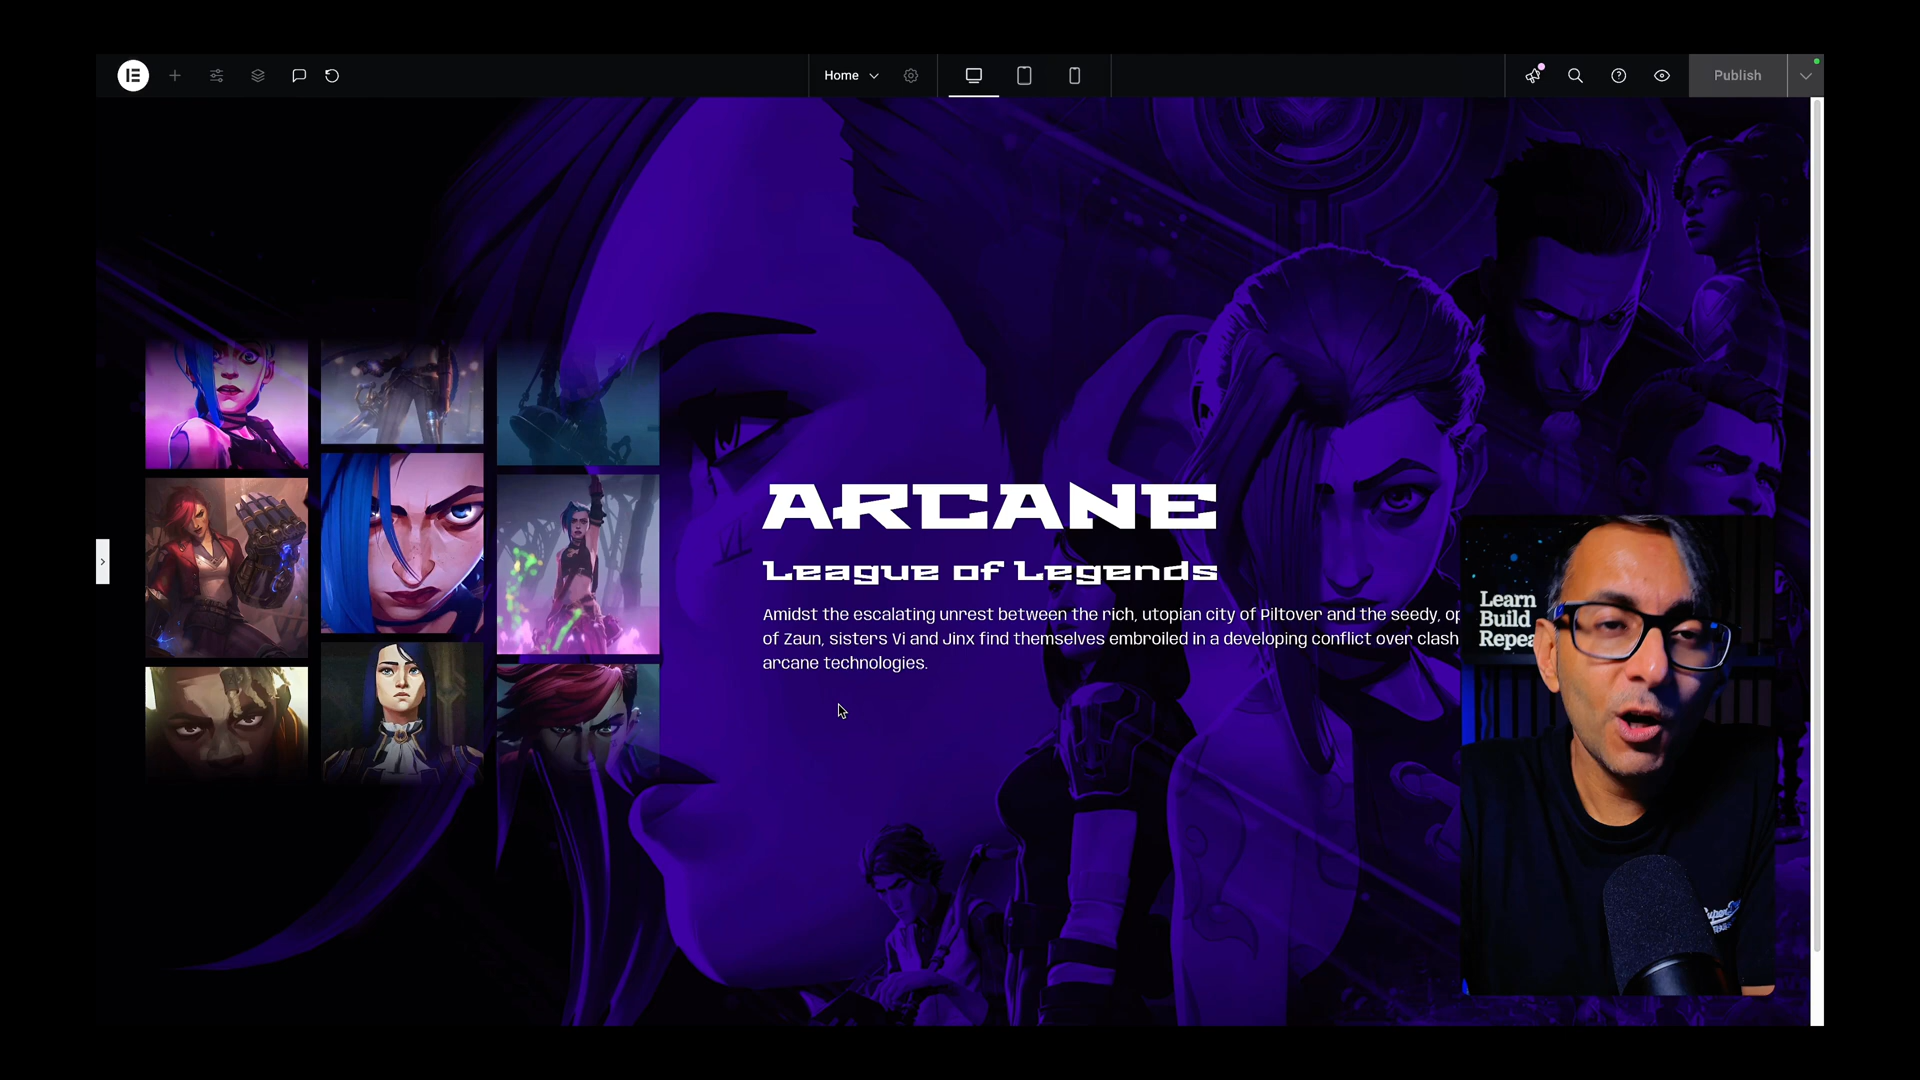 Home
Publish
ARCANE
League of Legends
Amidst the escalating unrest between the rich, utopian city of Piltover and the seedy, op
of Zaun, sisters Vi and Jinx find themselves embroiled in a developing conflict over clash
arcane technologies.
Learn
Build
Repea